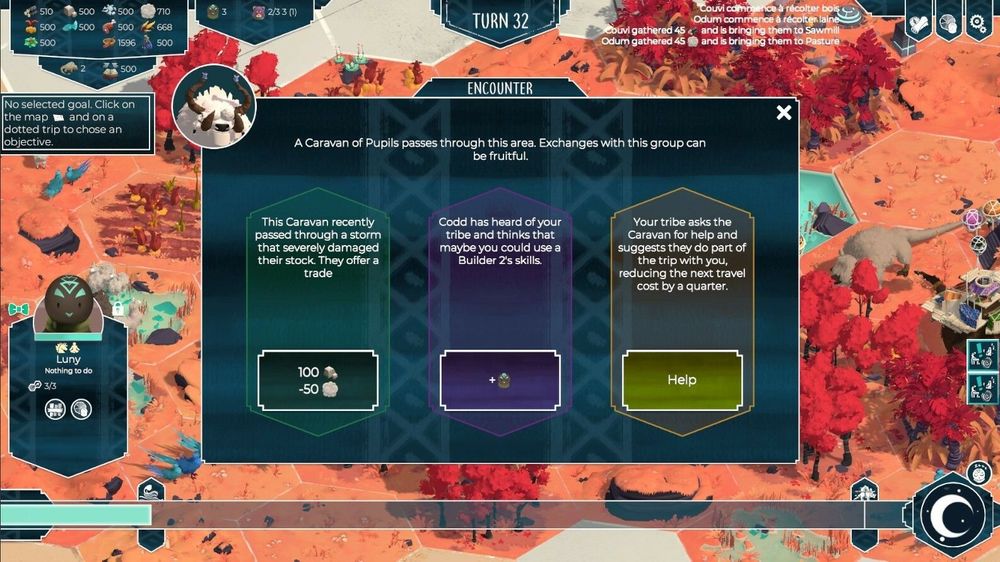 510 500 500 710
500 500 500 668
500 1596 500
2 500
3 2/3 3 (1)
TURN 32
Couvi commence à récolter bois
Odum commence à récolter laine
Couvi gathered 45 and is bringing them to Sawmill
Odum gathered 45 and is bringing them to Pasture
No selected goal. Click on
the map and on a
dotted trip to chose an
objective.
ENCOUNTER
A Caravan of Pupils passes through this area. Exchanges with this group can
be fruitful.
This Caravan recently
passed through a storm
that severely damaged
their stock. They offer a
trade
100
-50
Codd has heard of your
tribe and thinks that
maybe you could use a
Builder 2's skills.
+
Your tribe asks the
Caravan for help and
suggests they do part of
the trip with you,
reducing the next travel
cost by a quarter.
Help
Luny
Nothing to do
3/3